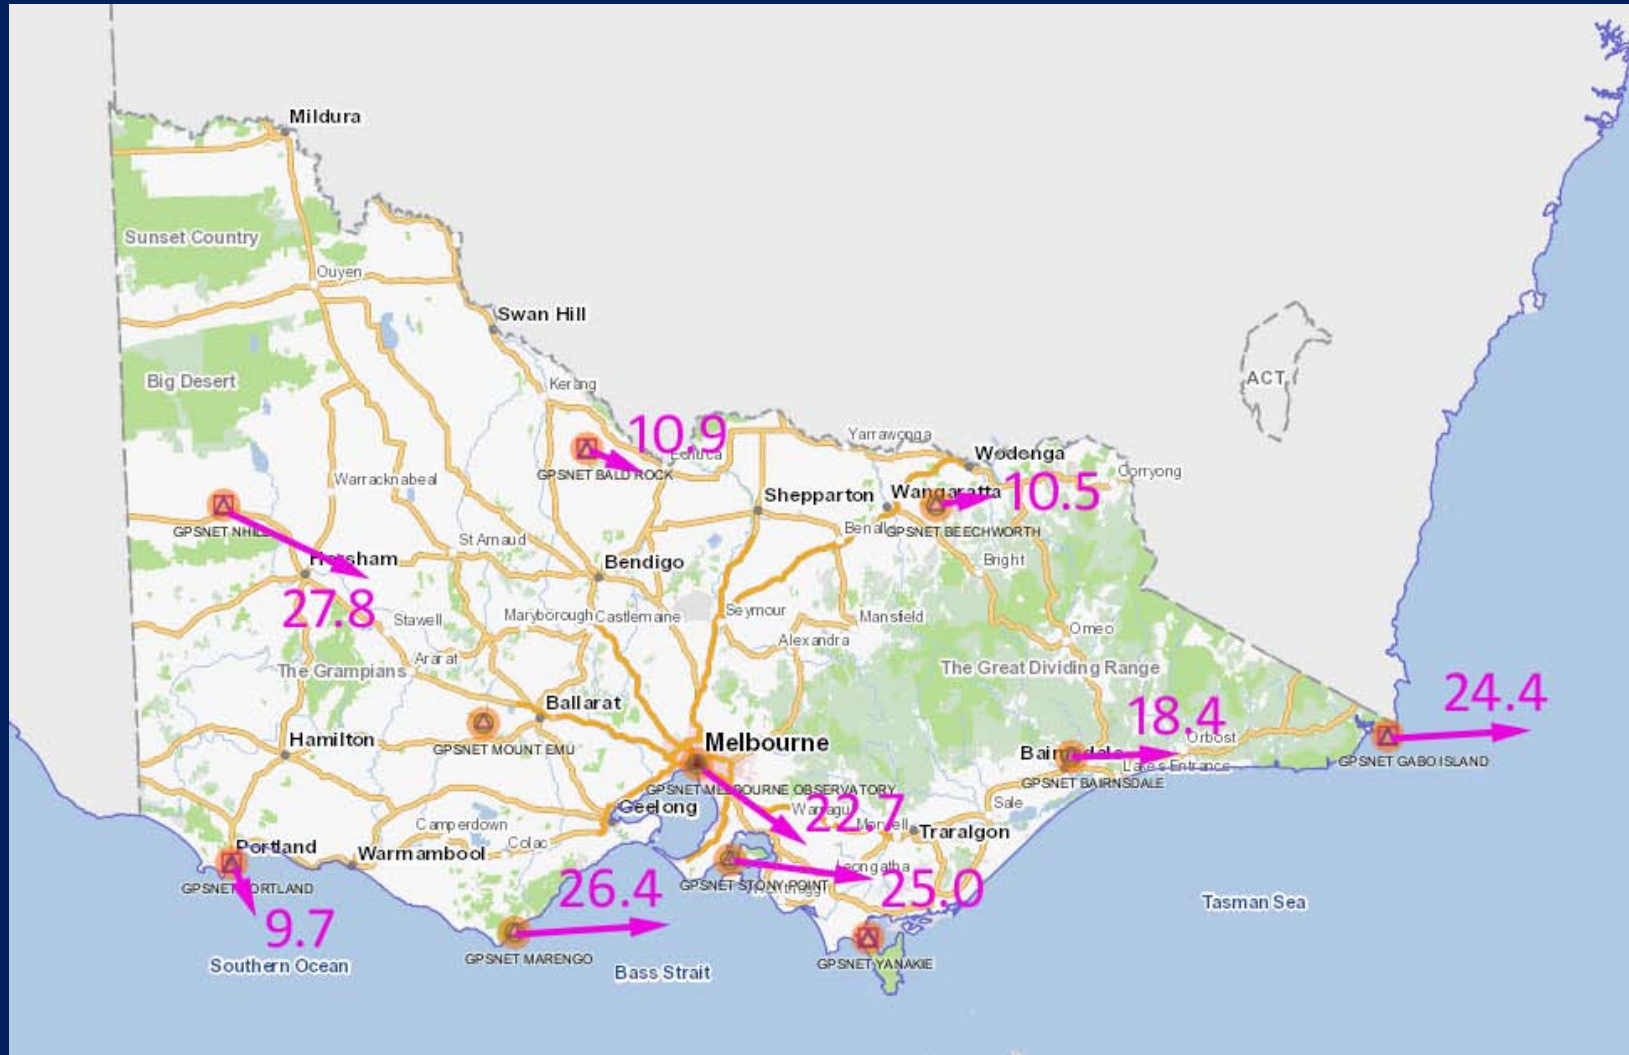 Mildura
Sunset Country
Ouyen
Swan Hill
Big Desert
ACT
Kerang
10.9
Echuca
Yarrawonga
Wodonga
GPSNET BALD ROCK
Corryong
Warracknabeal
Shepparton
Wangaratta
10.5
GPSNET NHILL
Benalla
GPSNET BEECHWORTH
St Arnaud
Horsham
Bendigo
Bright
27.8
Stawell
Maryborough
Castlemaine
Seymour
Mansfield
Alexandra
Omeo
The Grampians
Ararat
The Great Dividing Range
Ballarat
24.4
18.4
Hamilton
GPSNET MOUNT EMU
Melbourne
Bairnsdale
Orbost
Lakes Entrance
GPSNET GABO ISLAND
GPSNET MELBOURNE OBSERVATORY
GPSNET BAIRNSDALE
Geelong
22.7
Warragul
Sale
Camperdown
Colac
Morwell
Traralgon
Portland
Warrnambool
Leongatha
GPSNET PORTLAND
26.4
GPSNET STONY POINT
25.0
9.7
Tasman Sea
GPSNET MARENGO
GPSNET YANAKIE
Southern Ocean
Bass Strait